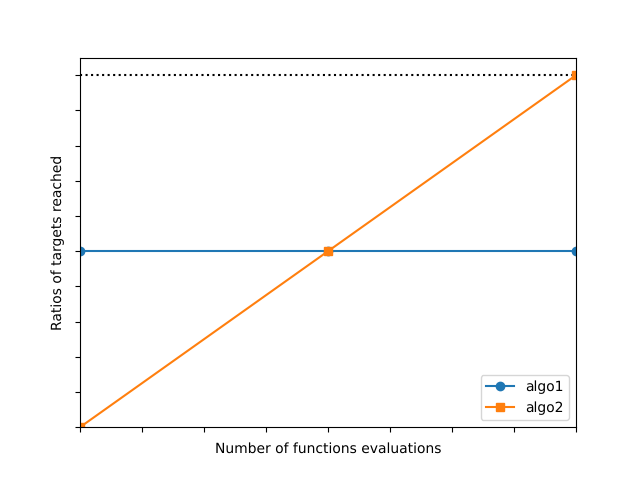 Ratios of targets reached
algo1
algo2
Number of functions evaluations